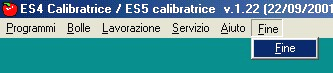 ES4 Calibratrice / ES5 calibratrice v.1.22 (22/09/2001
Programmi Bolle Lavorazione Servizio Aiuto Fine
Fine